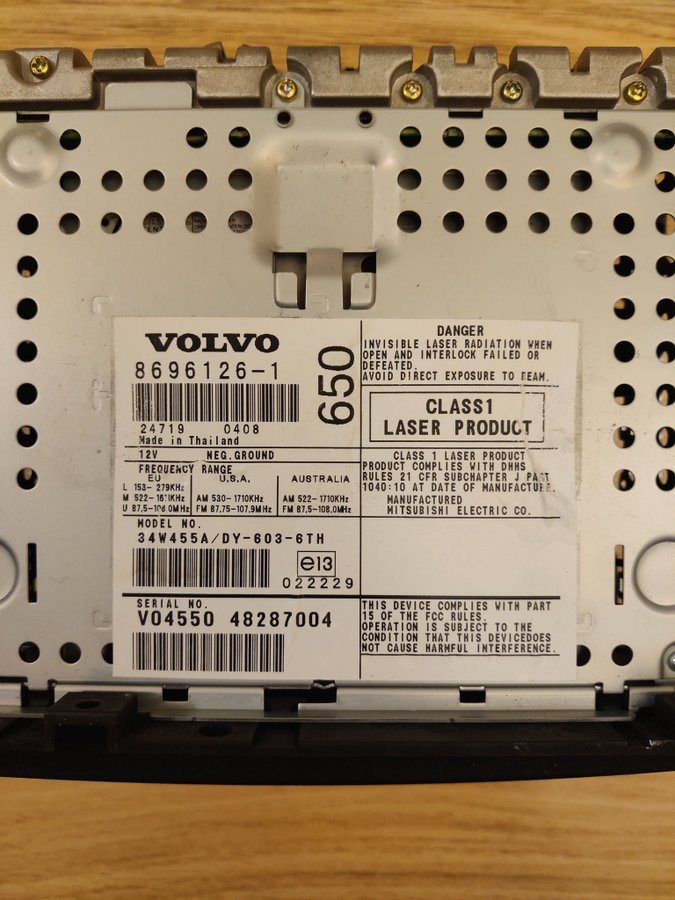 VOLVO
8696126-1
650
24719 0408
Made in Thailand
12V NEG.GROUND
FREQUENCY RANGE
EU U.S.A. AUSTRALIA
L 153- 279KHz
M 522-1611KHz AM 530-1710KHz AM 522-1710KHz
U 87.5-108.0MHz FM 87.75-107.9MHz FM 87.5-108.0MHz
MODEL NO.
34W455A/DY-603-6TH
e13
022229
SERIAL NO.
V04550 48287004
DANGER
INVISIBLE LASER RADIATION WHEN
OPEN AND INTERLOCK FAILED OR
DEFEATED.
AVOID DIRECT EXPOSURE TO BEAM.
CLASS1
LASER PRODUCT
CLASS 1 LASER PRODUCT
PRODUCT COMPLIES WITH DHHS
RULES 21 CFR SUBCHAPTER J PART
1040:10 AT DATE OF MANUFACTURE.
MANUFACTURED
MITSUBISHI ELECTRIC CO.
THIS DEVICE COMPLIES WITH PART
15 OF THE FCC RULES.
OPERATION IS SUBJECT TO THE
CONDITION THAT THIS DEVICEDOES
NOT CAUSE HARMFUL INTERFERENCE.